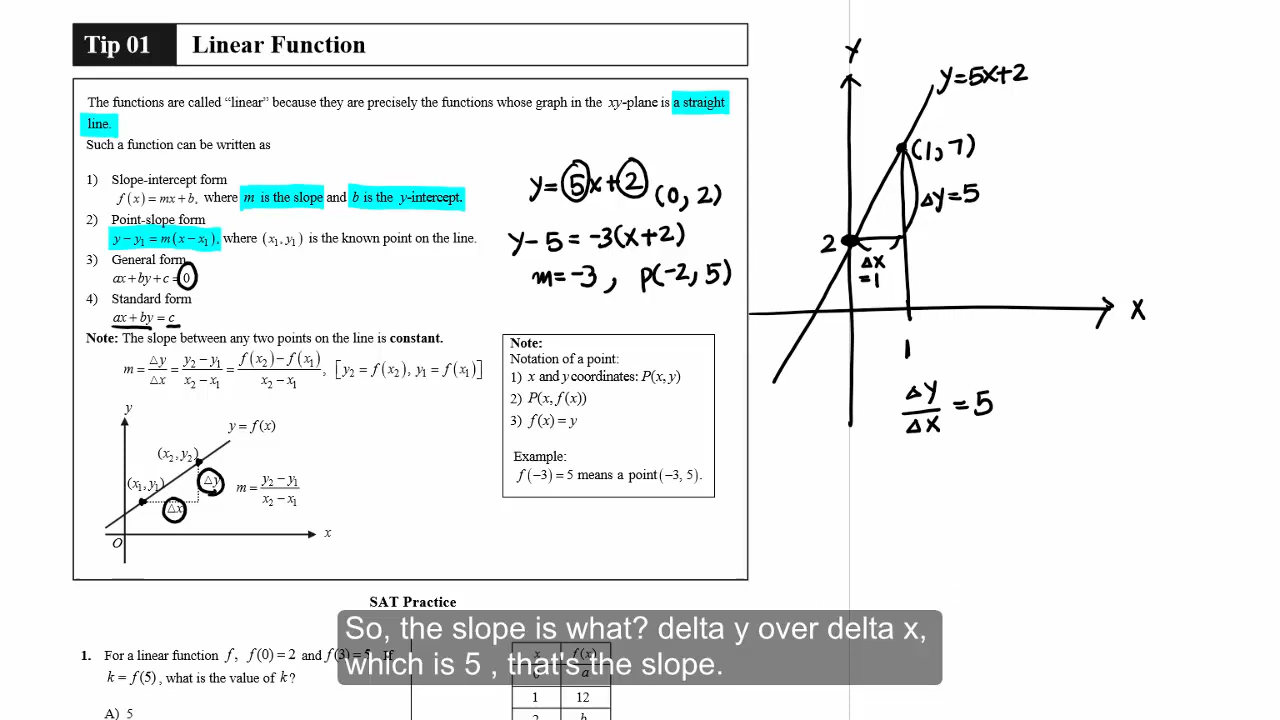 Tip 01 Linear Function
The functions are called “linear” because they are precisely the functions whose graph in the xy-plane is a straight
line.
Such a function can be written as
1) Slope-intercept form
f(x) = mx + b, where m is the slope and b is the y-intercept.
2) Point-slope form
y − y₁ = m(x − x₁), where (x₁, y₁) is the known point on the line.
3) General form
ax + by + c = 0
4) Standard form
ax + by = c
Note: The slope between any two points on the line is constant.
m = △y/△x = (y₂ − y₁)/(x₂ − x₁) = (f(x₂) − f(x₁))/(x₂ − x₁), [y₂ = f(x₂), y₁ = f(x₁)]
y
y = f(x)
(x₂, y₂)
(x₁, y₁)
△y
△x
m = (y₂ − y₁)/(x₂ − x₁)
x
O
y=5x+2 (0, 2)
y-5 = -3(x+2)
m=-3, p(-2, 5)
Note:
Notation of a point:
1) x and y coordinates: P(x, y)
2) P(x, f(x))
3) f(x) = y
Example:
f(−3) = 5 means a point (−3, 5).
Y
y=5x+2
(1, 7)
△y=5
2
△x
=1
X
1
△y/△x = 5
SAT Practice
1. For a linear function f, f(0) = 2 and f(3) = 5. If
k = f(5), what is the value of k?
A) 5
x f(x)
0 a
1 12
2 b
So, the slope is what? delta y over delta x,
which is 5 , that's the slope.